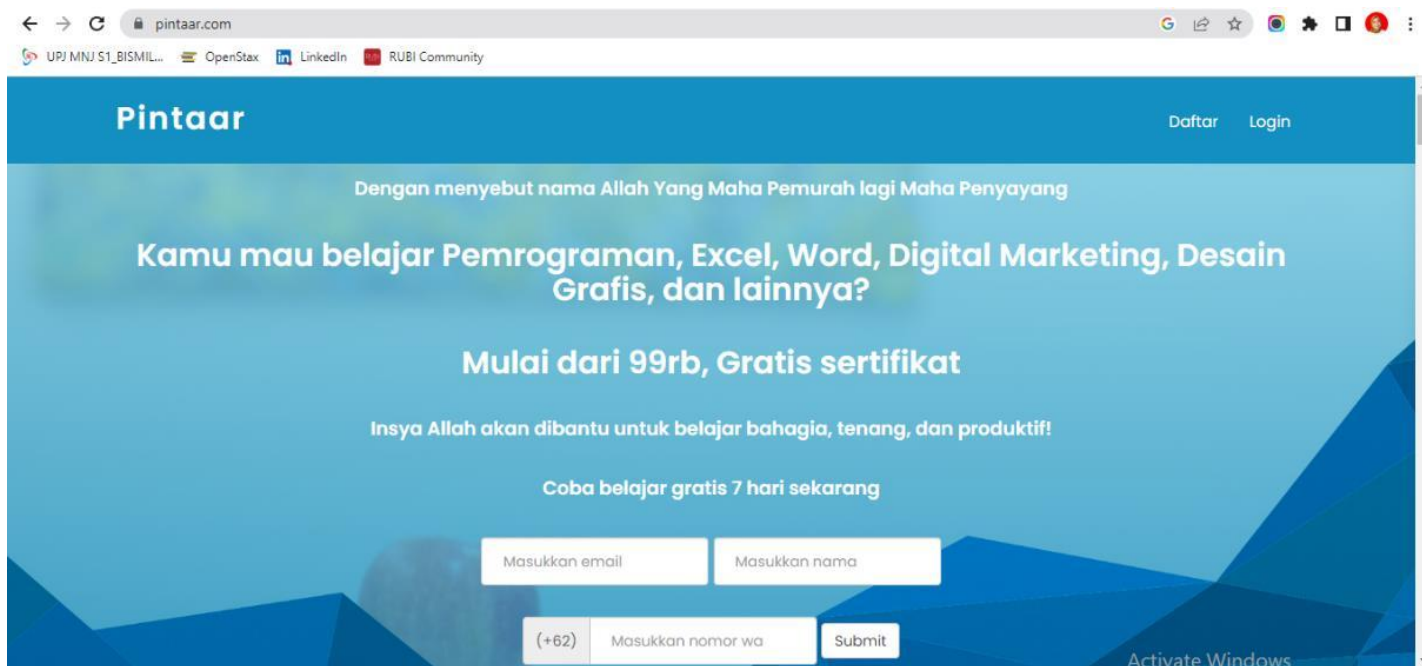 pintaar.com
UPJ MNJ S1_BISMIL... OpenStax LinkedIn RUBI Community
Pintaar
Daftar Login
Dengan menyebut nama Allah Yang Maha Pemurah lagi Maha Penyayang
Kamu mau belajar Pemrograman, Excel, Word, Digital Marketing, Desain
Grafis, dan lainnya?
Mulai dari 99rb, Gratis sertifikat
Insya Allah akan dibantu untuk belajar bahagia, tenang, dan produktif!
Coba belajar gratis 7 hari sekarang
Masukkan email Masukkan nama
(+62) Masukkan nomor wa Submit
Activate Windows